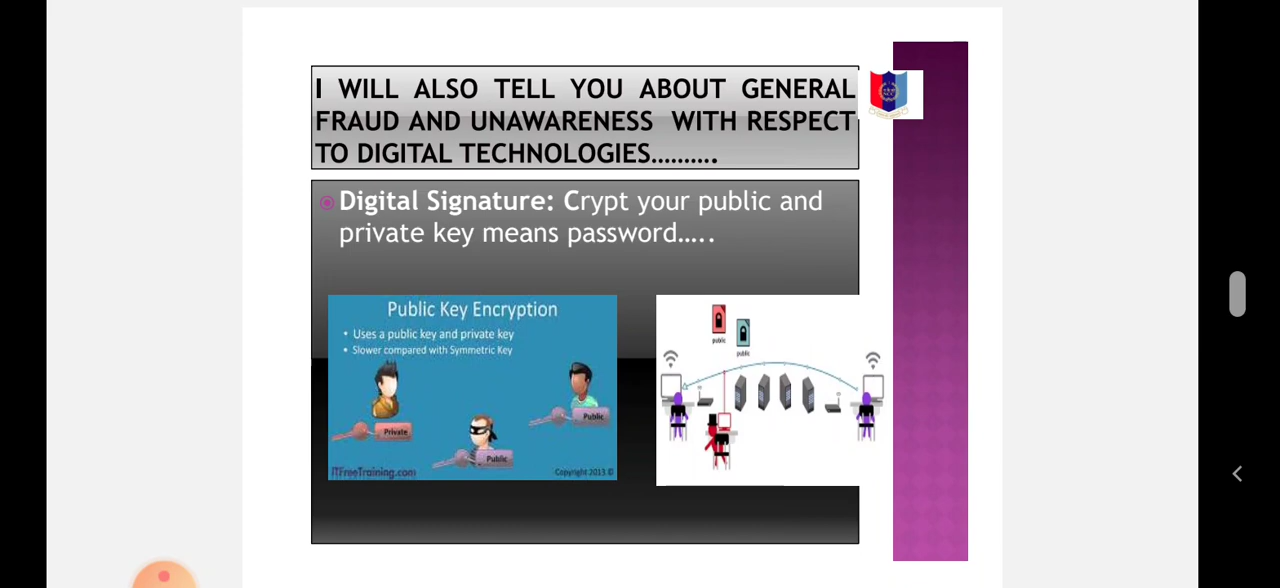 I WILL ALSO TELL YOU ABOUT GENERAL
FRAUD AND UNAWARENESS WITH RESPECT
TO DIGITAL TECHNOLOGIES……….
Digital Signature: Crypt your public and
private key means password…..
Public Key Encryption
• Uses a public key and private key
• Slower compared with Symmetric Key
Private
Public
Public
ITFreeTraining.com
Copyright 2013 ©
public
public